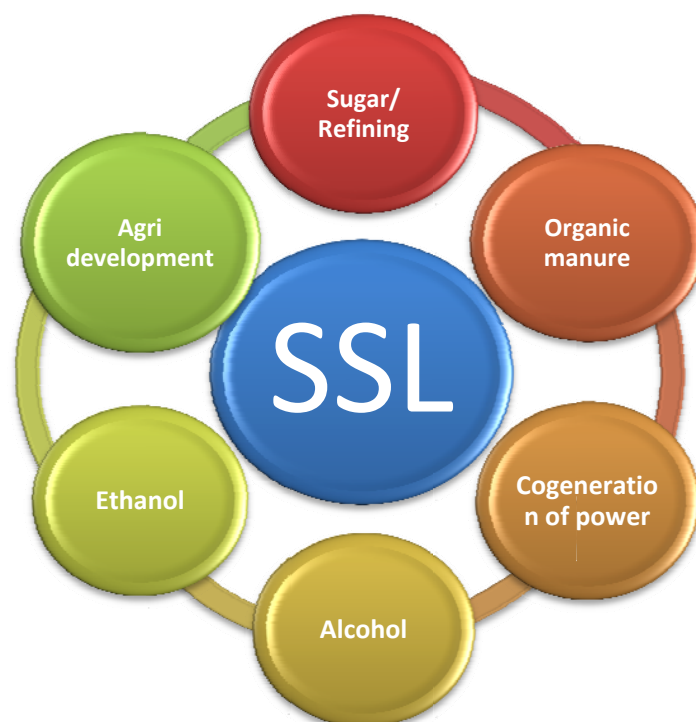 Sugar/
Refining
Agri
development
Organic
manure
SSL
Ethanol
Cogeneratio
n of power
Alcohol